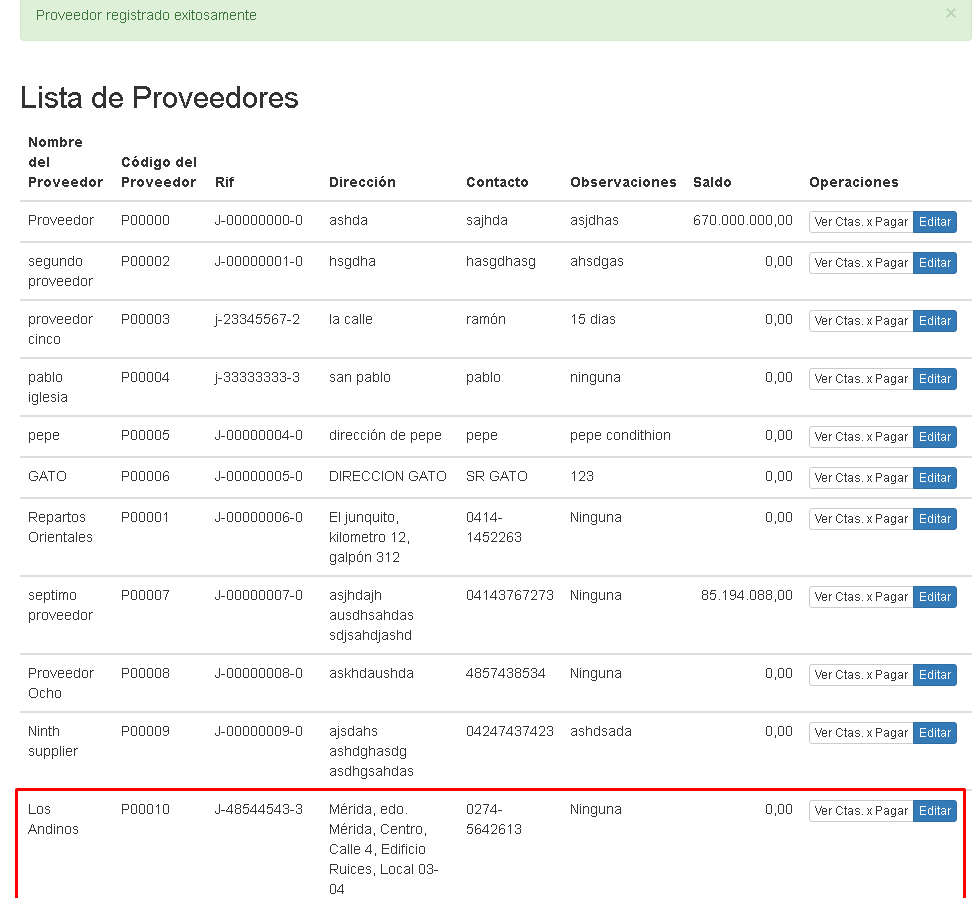 Proveedor registrado exitosamente ×
Lista de Proveedores
Nombre del Proveedor Código del Proveedor Rif Dirección Contacto Observaciones Saldo Operaciones
Proveedor P00000 J-00000000-0 ashda sajhda asjdhas 670.000.000,00 Ver Ctas. x Pagar Editar
segundo proveedor P00002 J-00000001-0 hsgdha hasgdhasg ahsdgas 0,00 Ver Ctas. x Pagar Editar
proveedor cinco P00003 j-23345567-2 la calle ramón 15 dias 0,00 Ver Ctas. x Pagar Editar
pablo iglesia P00004 j-33333333-3 san pablo pablo ninguna 0,00 Ver Ctas. x Pagar Editar
pepe P00005 J-00000004-0 dirección de pepe pepe pepe condithion 0,00 Ver Ctas. x Pagar Editar
GATO P00006 J-00000005-0 DIRECCION GATO SR GATO 123 0,00 Ver Ctas. x Pagar Editar
Repartos Orientales P00001 J-00000006-0 El junquito, kilometro 12, galpón 312 0414-1452263 Ninguna 0,00 Ver Ctas. x Pagar Editar
septimo proveedor P00007 J-00000007-0 asjhdajh ausdhsahdas sdjsahdjashd 04143767273 Ninguna 85.194.088,00 Ver Ctas. x Pagar Editar
Proveedor Ocho P00008 J-00000008-0 askhdaushda 4857438534 Ninguna 0,00 Ver Ctas. x Pagar Editar
Ninth supplier P00009 J-00000009-0 ajsdahs ashdghasdg asdhgsahdas 04247437423 ashdsada 0,00 Ver Ctas. x Pagar Editar
Los Andinos P00010 J-48544543-3 Mérida, edo. Mérida, Centro, Calle 4, Edificio Ruices, Local 03-04 0274-5642613 Ninguna 0,00 Ver Ctas. x Pagar Editar